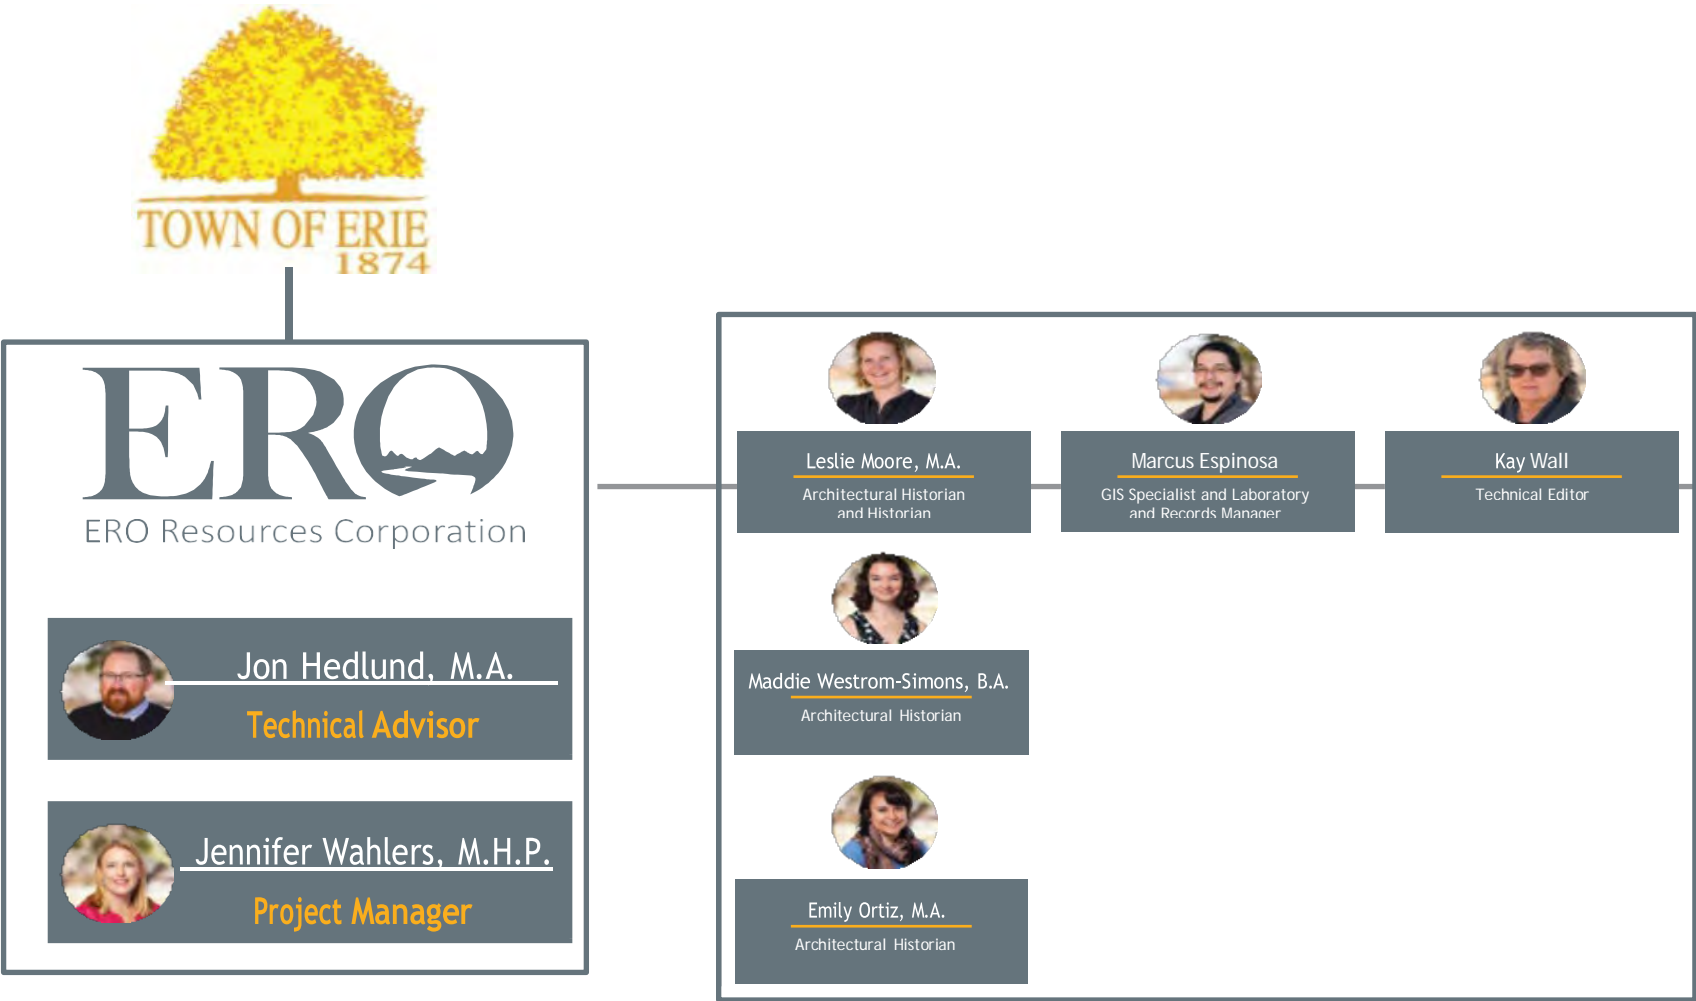 TOWN OF ERIE
1874
ERO
ERO Resources Corporation
Jon Hedlund, M.A.
Technical Advisor
Jennifer Wahlers, M.H.P.
Project Manager
Leslie Moore, M.A.
Architectural Historian
and Historian
Marcus Espinosa
GIS Specialist and Laboratory
and Records Manager
Kay Wall
Technical Editor
Maddie Westrom-Simons, B.A.
Architectural Historian
Emily Ortiz, M.A.
Architectural Historian